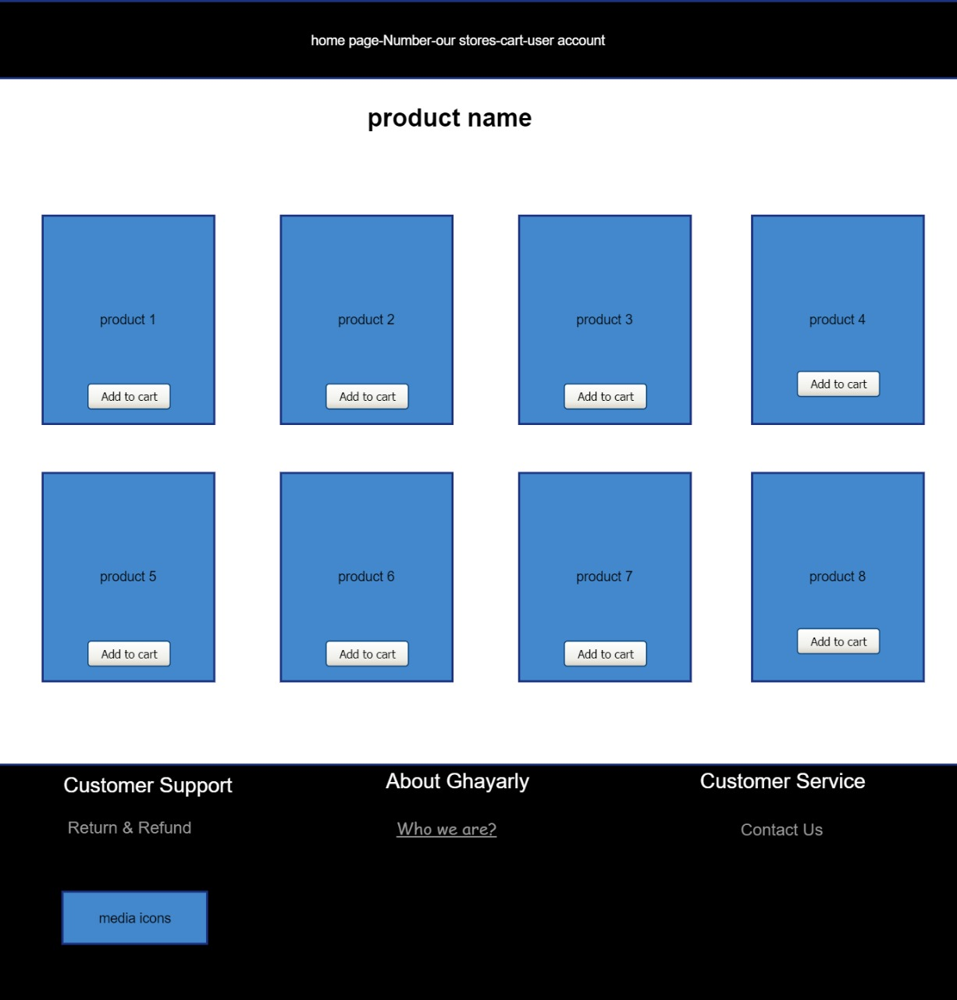 home page-Number-our stores-cart-user account
product name
product 1
product 2
product 3
product 4
Add to cart
Add to cart
Add to cart
Add to cart
product 5
product 6
product 7
product 8
Add to cart
Add to cart
Add to cart
Add to cart
Customer Support
About Ghayarly
Customer Service
Return & Refund
Who we are?
Contact Us
media icons